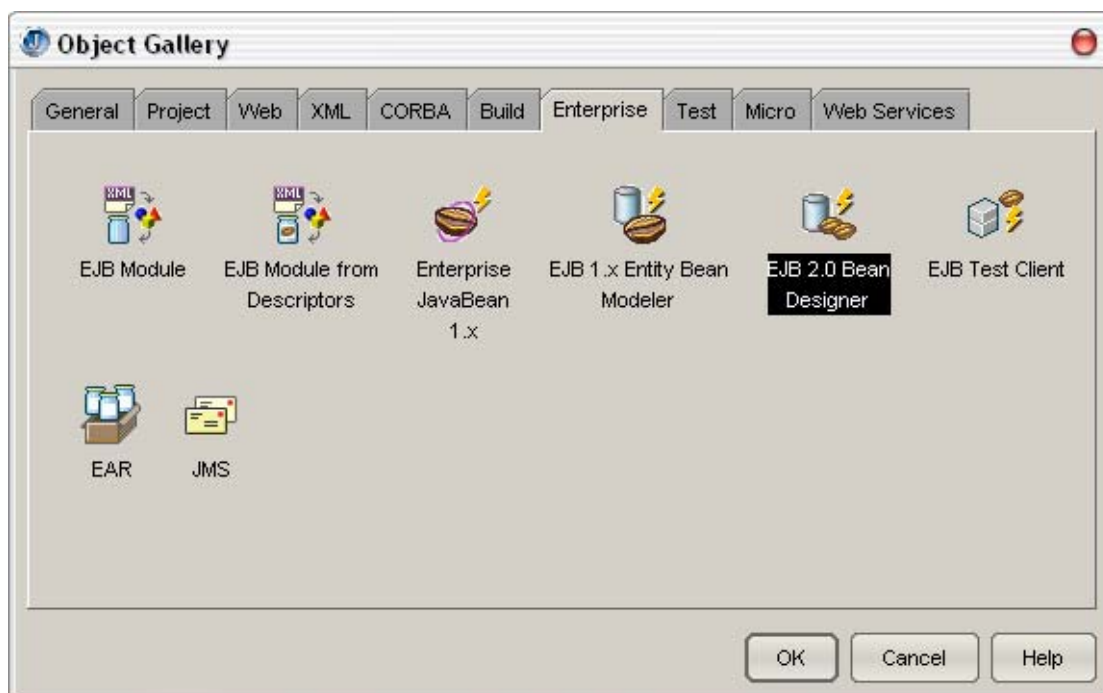 Object Gallery
General Project Web XML CORBA Build Enterprise Test Micro Web Services
XML XML
EJB Module EJB Module from Enterprise EJB 1.x Entity Bean EJB 2.0 Bean EJB Test Client
Descriptors JavaBean Modeler Designer
1.x
EAR JMS
OK Cancel Help